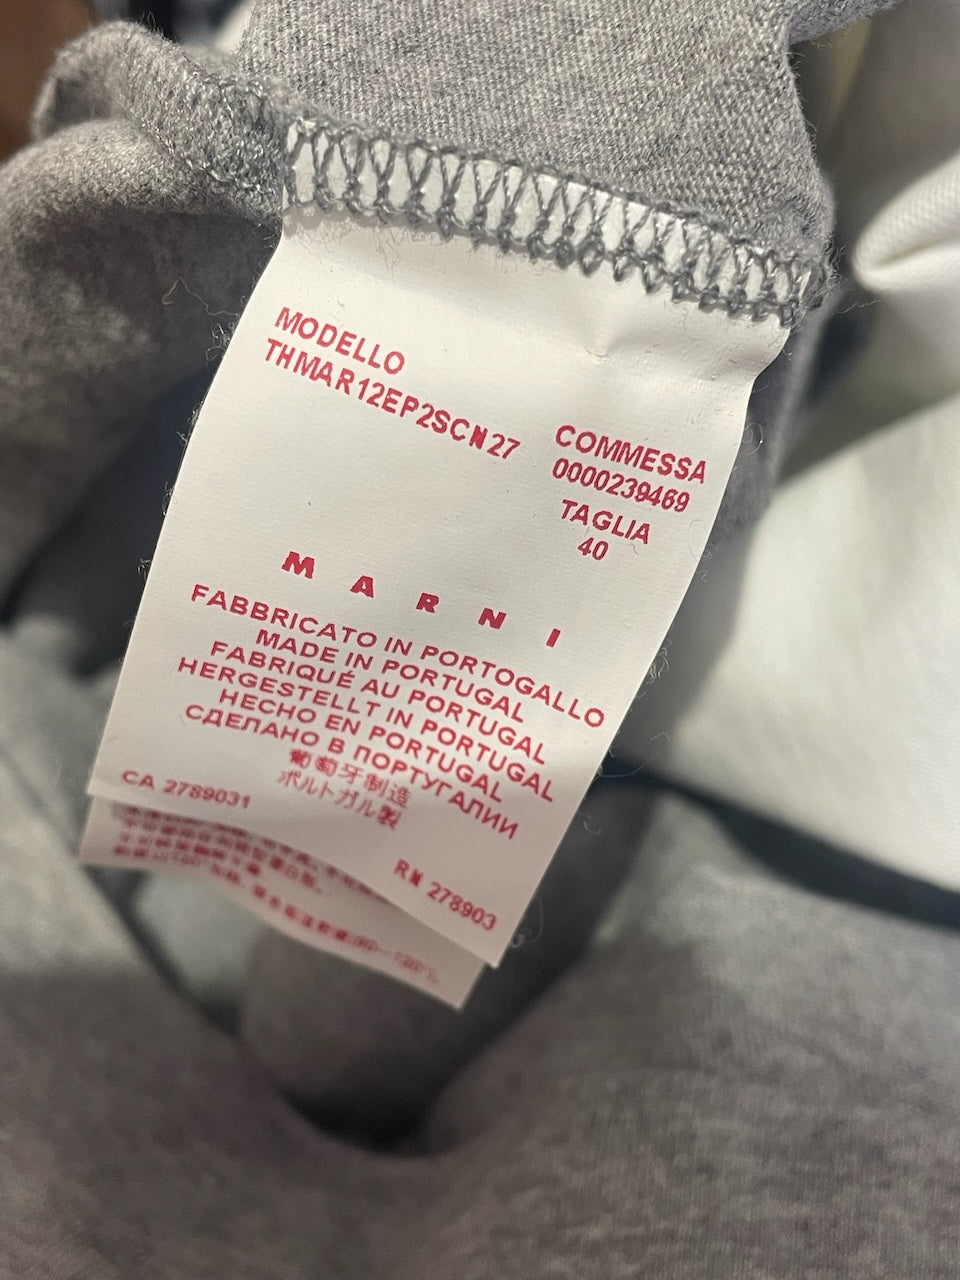 MODELLO
THMAR12EP2SCN27
COMMESSA
0000239469
TAGLIA
40
MARNI
FABBRICATO IN PORTOGALLO
MADE IN PORTUGAL
FABRIQUÉ AU PORTUGAL
HERGESTELLT IN PORTUGAL
HECHO EN PORTUGAL
СДЕЛАНО В ПОРТУГАЛИИ
葡萄牙制造
ポルトガル製
CA 2789031
RN 278903